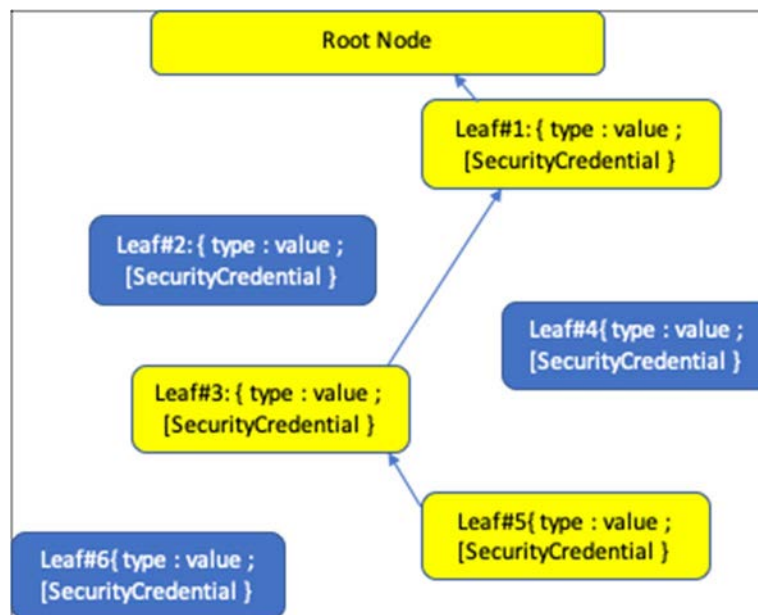 Root Node
Leaf#1: { type : value ;
[SecurityCredential }
Leaf#2: { type : value ;
[SecurityCredential }
Leaf#4{ type : value ;
[SecurityCredential }
Leaf#3: { type : value ;
[SecurityCredential }
Leaf#5{ type : value ;
[SecurityCredential }
Leaf#6{ type : value ;
[SecurityCredential }